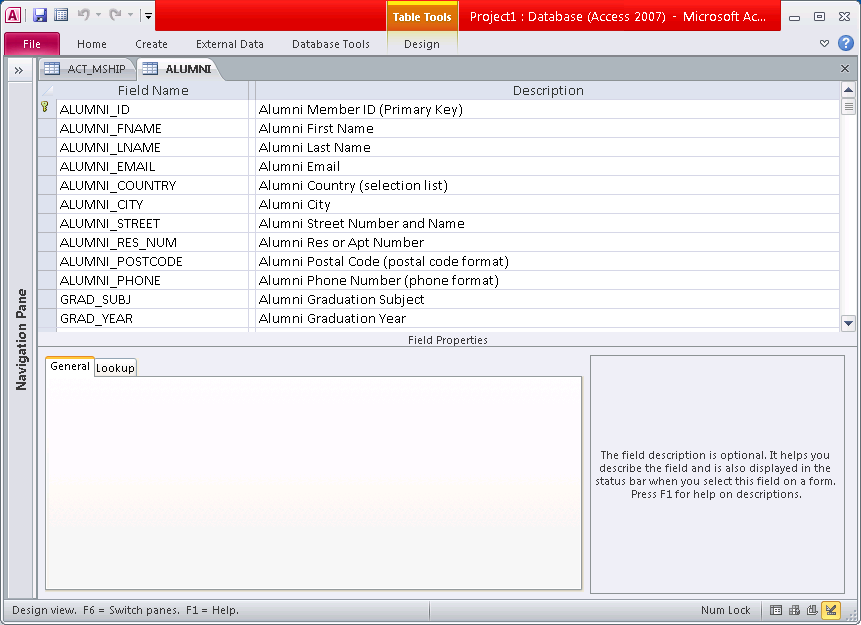 A
Table Tools
Project1 : Database (Access 2007) - Microsoft Ac...
File Home Create External Data Database Tools Design
ACT_MSHIP ALUMNI
Field Name Description
ALUMNI_ID Alumni Member ID (Primary Key)
ALUMNI_FNAME Alumni First Name
ALUMNI_LNAME Alumni Last Name
ALUMNI_EMAIL Alumni Email
ALUMNI_COUNTRY Alumni Country (selection list)
ALUMNI_CITY Alumni City
ALUMNI_STREET Alumni Street Number and Name
ALUMNI_RES_NUM Alumni Res or Apt Number
ALUMNI_POSTCODE Alumni Postal Code (postal code format)
ALUMNI_PHONE Alumni Phone Number (phone format)
GRAD_SUBJ Alumni Graduation Subject
GRAD_YEAR Alumni Graduation Year
Navigation Pane
Field Properties
General Lookup
The field description is optional. It helps you
describe the field and is also displayed in the
status bar when you select this field on a form.
Press F1 for help on descriptions.
Design view. F6 = Switch panes. F1 = Help.
Num Lock